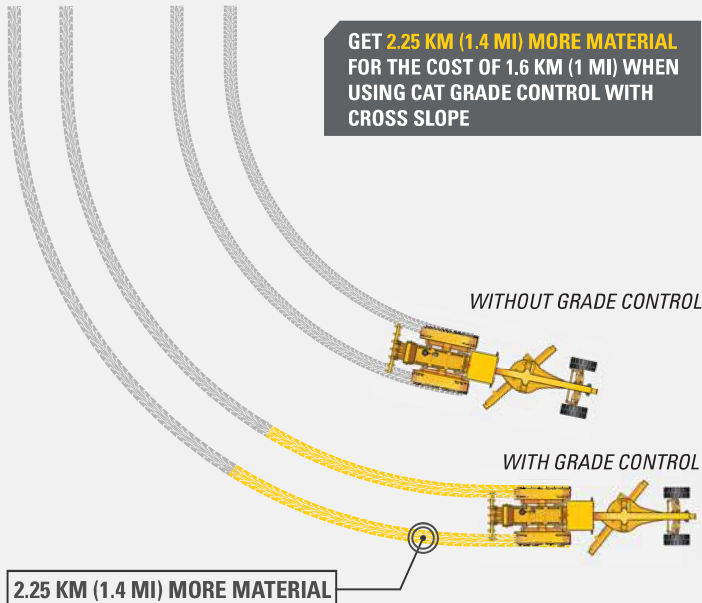 GET 2.25 KM (1.4 MI) MORE MATERIAL
FOR THE COST OF 1.6 KM (1 MI) WHEN
USING CAT GRADE CONTROL WITH
CROSS SLOPE
WITHOUT GRADE CONTROL
WITH GRADE CONTROL
2.25 KM (1.4 MI) MORE MATERIAL